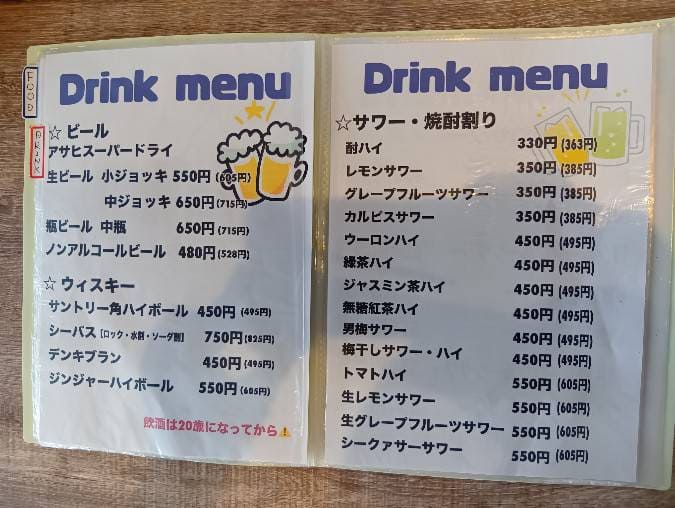 FOOD
DRINK
Drink menu
☆ ビール
アサヒスーパードライ
生ビール 小ジョッキ 550円 (605円)
中ジョッキ 650円 (715円)
瓶ビール 中瓶 650円 (715円)
ノンアルコールビール 480円 (528円)
☆ ウィスキー
サントリー角ハイボール 450円 (495円)
シーバス [ロック・水割・ソーダ割] 750円 (825円)
デンキブラン 450円 (495円)
ジンジャーハイボール 550円 (605円)
飲酒は20歳になってから⚠
Drink menu
☆サワー・焼酎割り
酎ハイ 330円 (363円)
レモンサワー 350円 (385円)
グレープフルーツサワー 350円 (385円)
カルピスサワー 350円 (385円)
ウーロンハイ 450円 (495円)
緑茶ハイ 450円 (495円)
ジャスミン茶ハイ 450円 (495円)
無糖紅茶ハイ 450円 (495円)
男梅サワー 450円 (495円)
梅干しサワー・ハイ 450円 (495円)
トマトハイ 550円 (605円)
生レモンサワー 550円 (605円)
生グレープフルーツサワー 550円 (605円)
シークァサーサワー 550円 (605円)